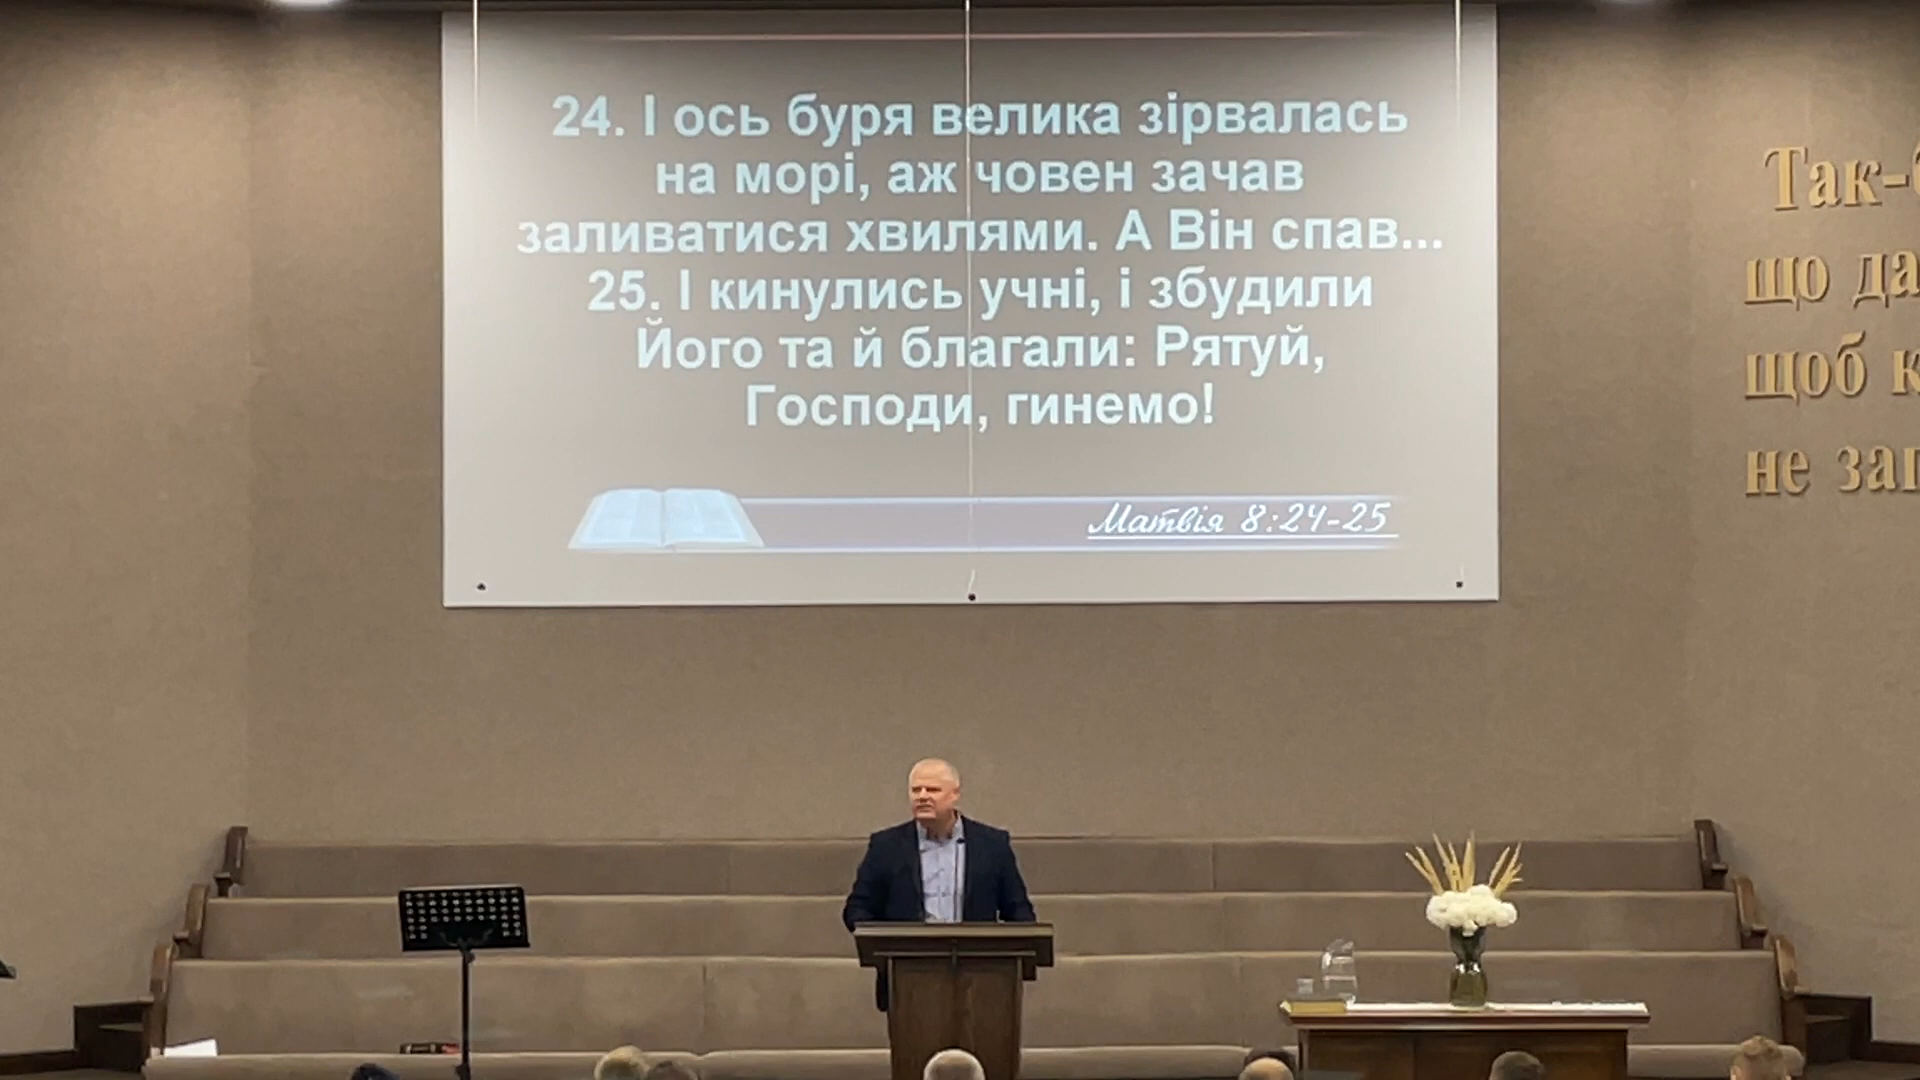 24. І ось буря велика зірвалась
на морі, аж човен зачав
заливатися хвилями. А Він спав...
25. І кинулись учні, і збудили
Його та й благали: Рятуй,
Господи, гинемо!
Матвія 8:24-25
Так-
що да
щоб к
не заг